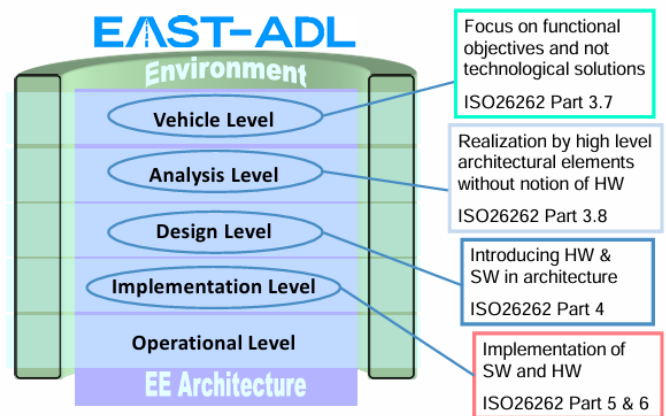 EAST-ADL
Environment
Vehicle Level
Analysis Level
Design Level
Implementation Level
Operational Level
EE Architecture
Focus on functional
objectives and not
technological solutions
ISO26262 Part 3.7
Realization by high level
architectural elements
without notion of HW
ISO26262 Part 3.8
Introducing HW &
SW in architecture
ISO26262 Part 4
Implementation of
SW and HW
ISO26262 Part 5 & 6